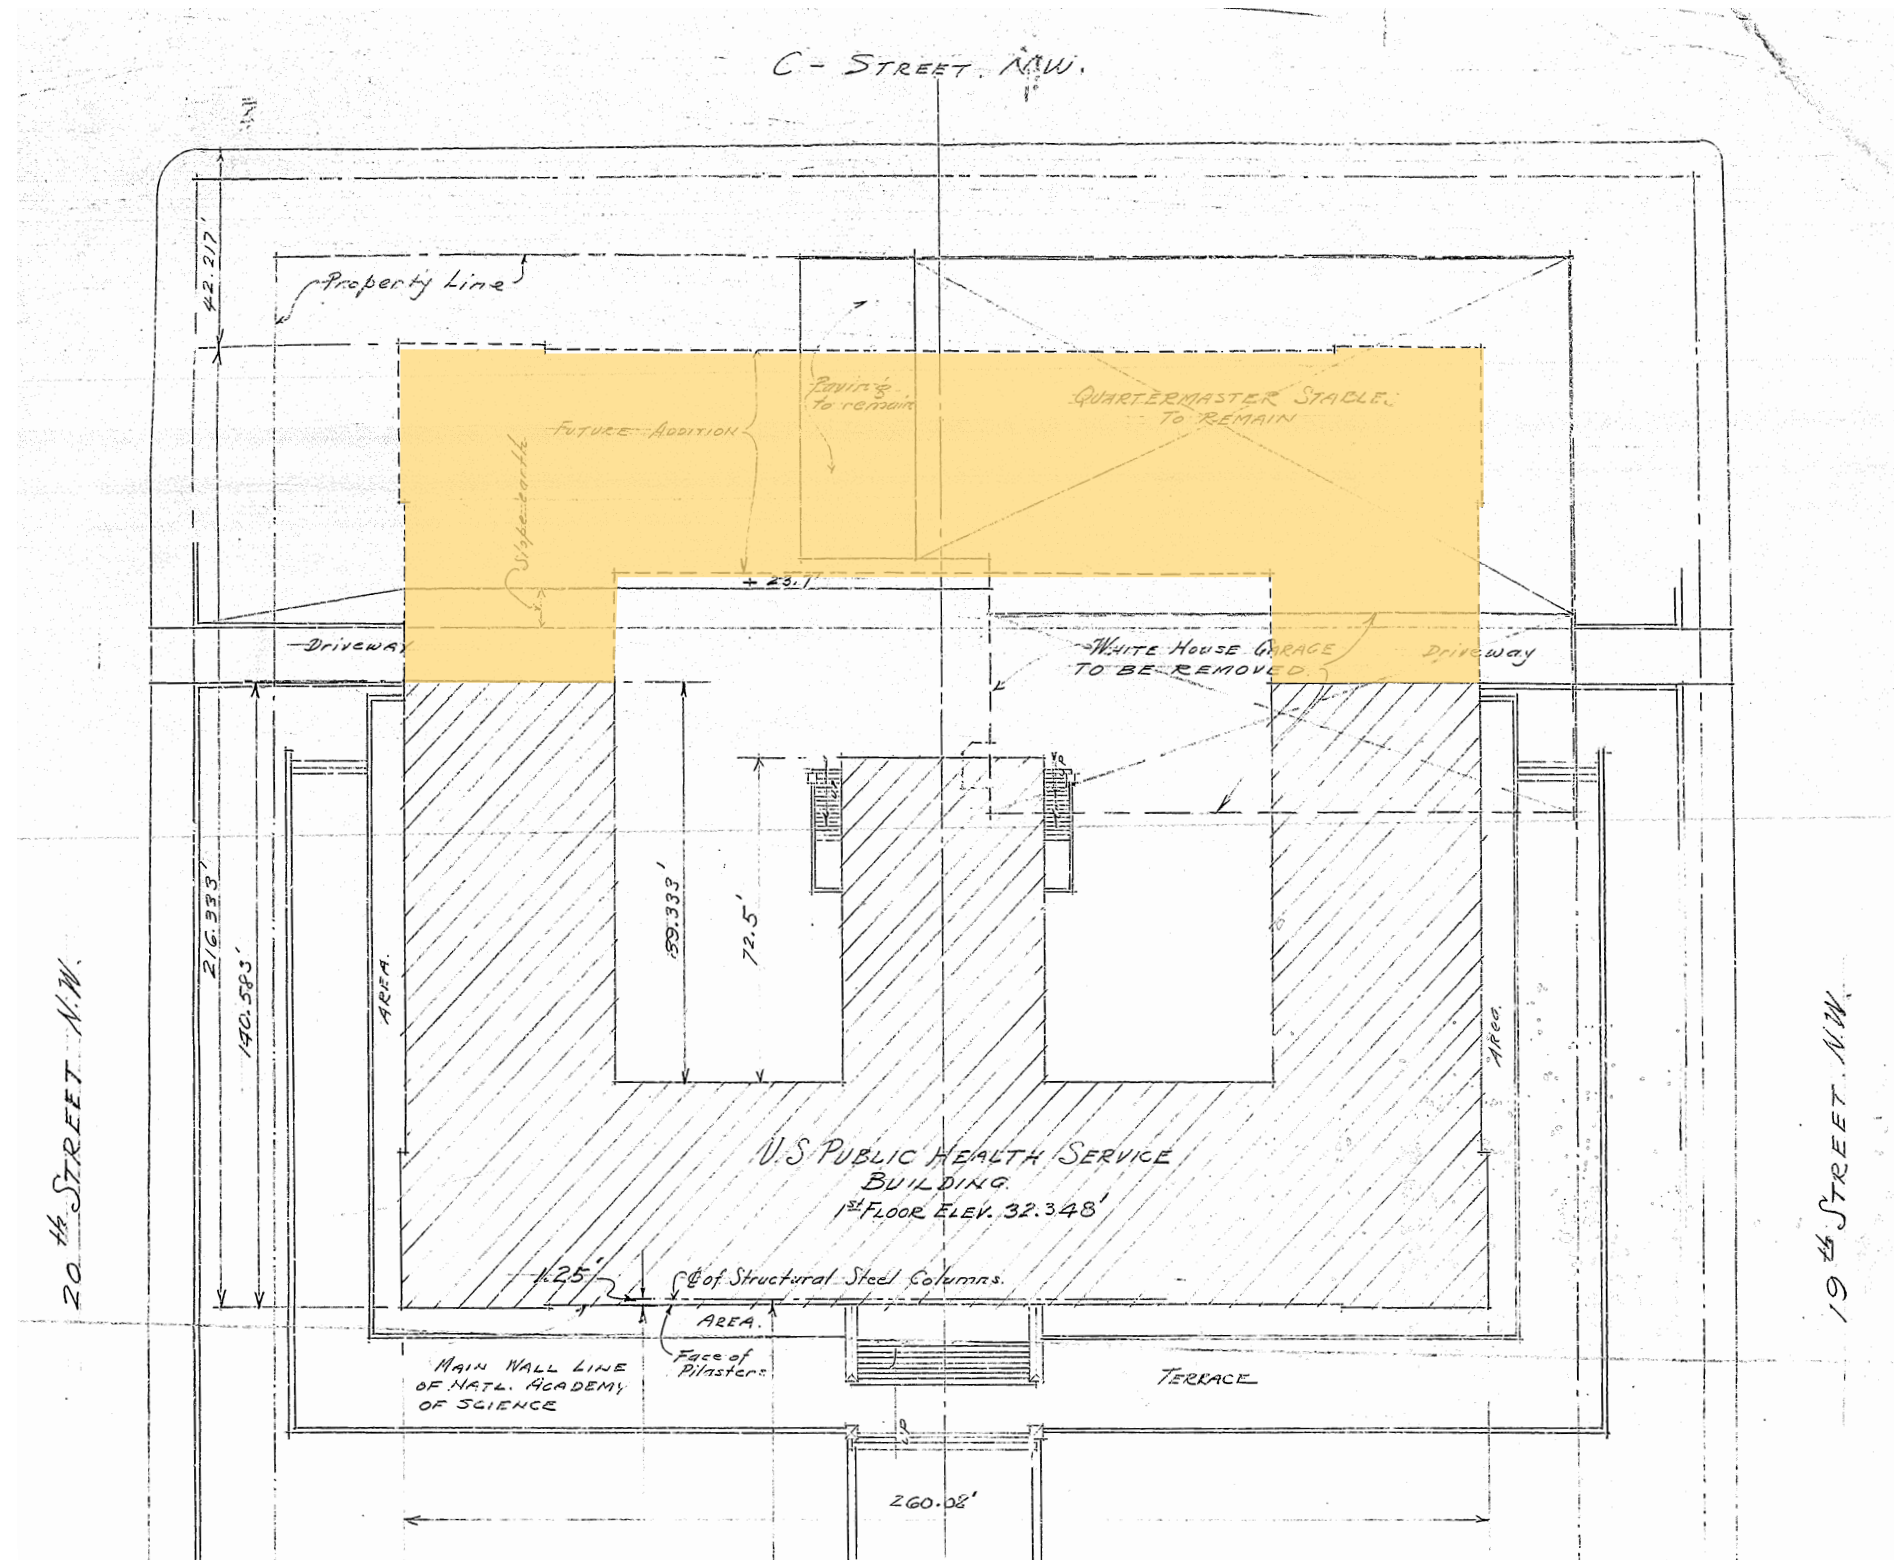 C - STREET. N.W.
42.217'
Property Line
Paving
to remain
QUARTERMASTER STABLE.
TO REMAIN
FUTURE ADDITION
Slope earth
+ 23.7'
Driveway
WHITE HOUSE GARAGE
TO BE REMOVED.
Driveway
UP
89.333'
72.5'
216.333'
140.583'
AREA.
Area.
20th STREET N.W.
19th STREET N.W.
U.S PUBLIC HEALTH SERVICE
BUILDING.
1st FLOOR ELEV. 32.348'
1.25'
℄ of Structural Steel Columns.
AREA.
Face of
Pilasters
MAIN WALL LINE
OF NATL. ACADEMY
OF SCIENCE
TERRACE
UP
260.08'